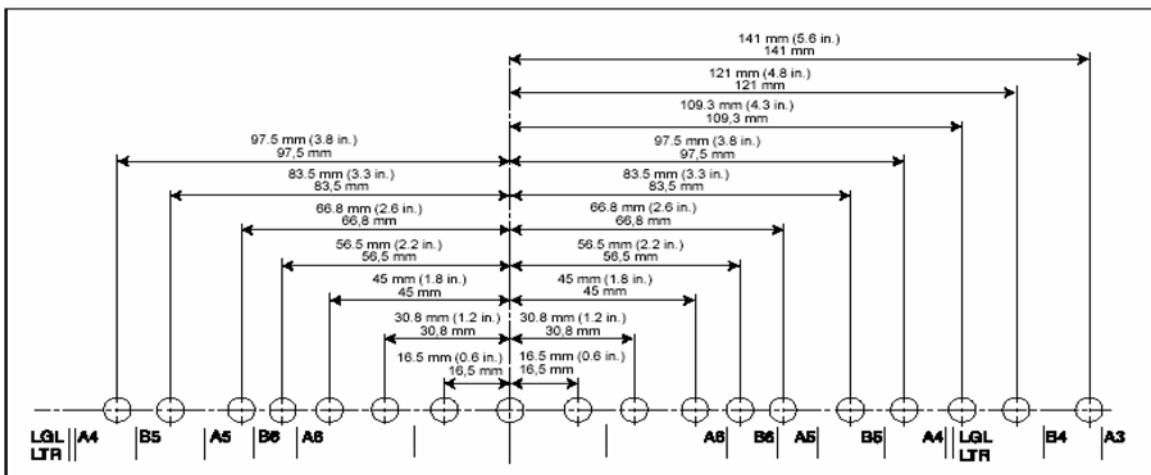 141 mm (5.6 in.)
141 mm
121 mm (4.8 in.)
121 mm
109.3 mm (4.3 in.)
109,3 mm
97.5 mm (3.8 in.)
97,5 mm
97.5 mm (3.8 in.)
97,5 mm
83.5 mm (3.3 in.)
83,5 mm
83.5 mm (3.3 in.)
83,5 mm
66.8 mm (2.6 in.)
66,8 mm
66.8 mm (2.6 in.)
66,8 mm
56.5 mm (2.2 in.)
56,5 mm
56.5 mm (2.2 in.)
56,5 mm
45 mm (1.8 in.)
45 mm
45 mm (1.8 in.)
45 mm
30.8 mm (1.2 in.)
30,8 mm
30.8 mm (1.2 in.)
30,8 mm
16.5 mm (0.6 in.)
16,5 mm
16.5 mm (0.6 in.)
16,5 mm
LGL A4 B5 A5 B6 A6 A6 B6 A5 B5 A4 LGL B4 A3
LTR LTR